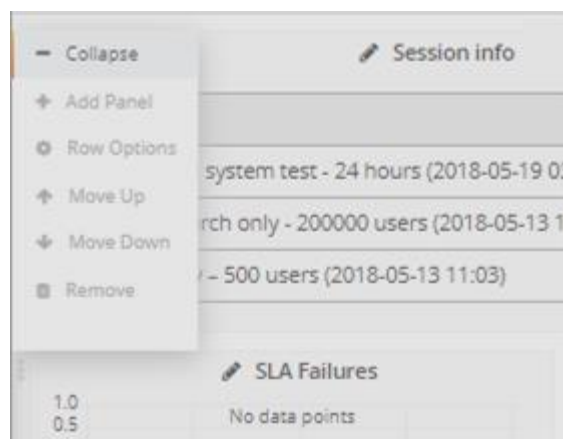 Collapse
Session info
Add Panel
Row Options
system test - 24 hours (2018-05-19 0
Move Up
rch only - 200000 users (2018-05-13 1
Move Down
– 500 users (2018-05-13 11:03)
Remove
SLA Failures
1.0
No data points
0.5